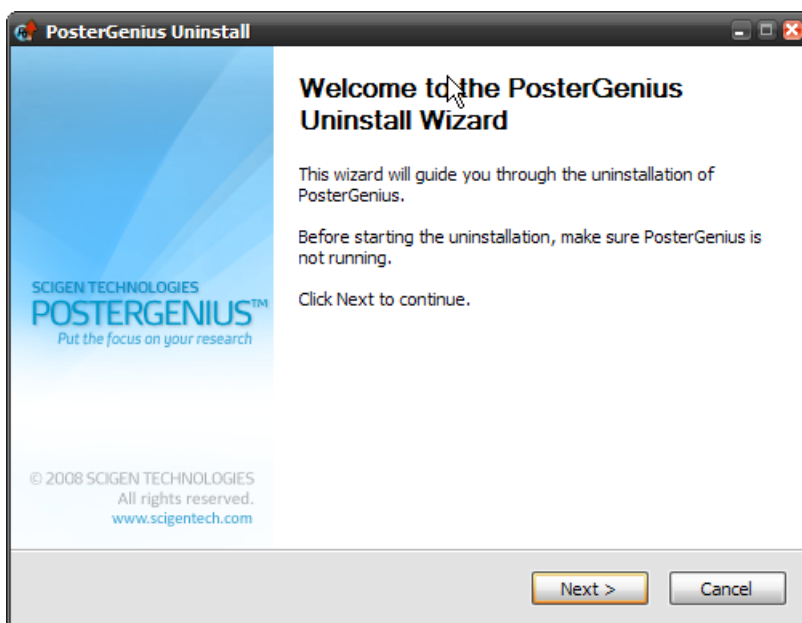 PosterGenius Uninstall
Welcome to the PosterGenius
Uninstall Wizard
This wizard will guide you through the uninstallation of
PosterGenius.
Before starting the uninstallation, make sure PosterGenius is
not running.
Click Next to continue.
SCIGEN TECHNOLOGIES
POSTERGENIUS™
Put the focus on your research
© 2008 SCIGEN TECHNOLOGIES
All rights reserved.
www.scigentech.com
Next >
Cancel